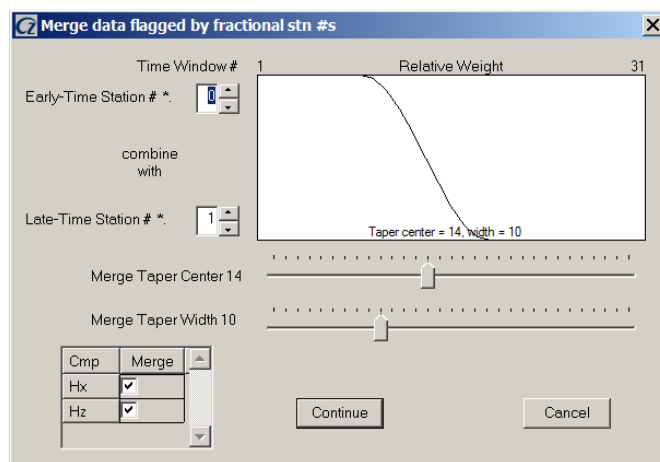 Merge data flagged by fractional stn #s
Time Window # 1 Relative Weight 31
Early-Time Station # *. 0
combine
with
Late-Time Station # *. 1
Taper center = 14, width = 10
Merge Taper Center 14
Merge Taper Width 10
Cmp Merge
Hx
Hz
Continue
Cancel